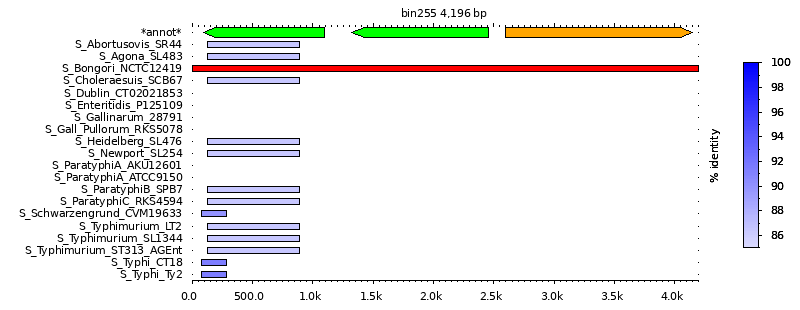 bin255 4,196 bp
*annot*
S_Abortusovis_SR44
S_Agona_SL483
S_Bongori_NCTC12419
S_Choleraesuis_SCB67
S_Dublin_CT02021853
S_Enteritidis_P125109
S_Gallinarum_28791
S_Gall_Pullorum_RKS5078
S_Heidelberg_SL476
S_Newport_SL254
S_ParatyphiA_AKU12601
S_ParatyphiA_ATCC9150
S_ParatyphiB_SPB7
S_ParatyphiC_RKS4594
S_Schwarzengrund_CVM19633
S_Typhimurium_LT2
S_Typhimurium_SL1344
S_Typhimurium_ST313_AGEnt
S_Typhi_CT18
S_Typhi_Ty2
0.0 500.0 1.0k 1.5k 2.0k 2.5k 3.0k 3.5k 4.0k
% identity
100
98
96
94
92
90
88
86